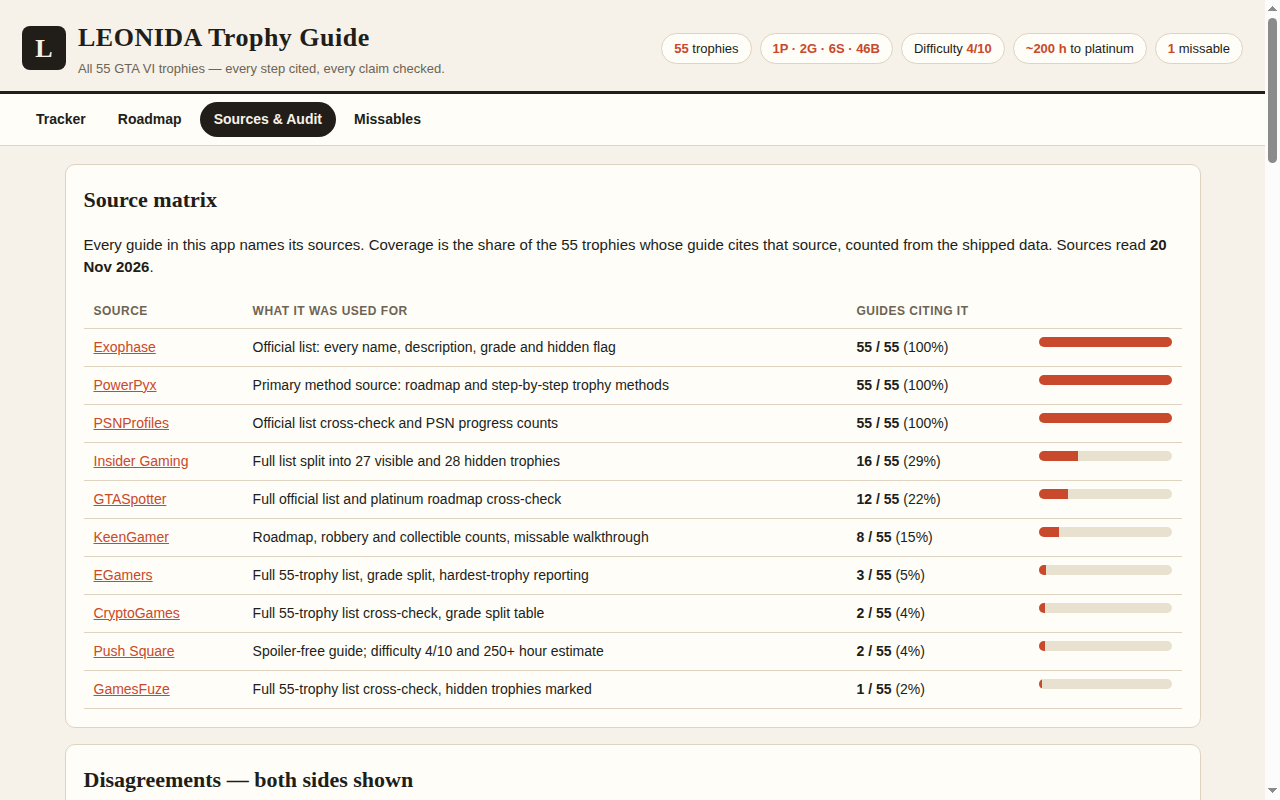 L
LEONIDA Trophy Guide
All 55 GTA VI trophies — every step cited, every claim checked.
55 trophies
1P · 2G · 6S · 46B
Difficulty 4/10
~200 h to platinum
1 missable
Tracker
Roadmap
Sources & Audit
Missables
Source matrix
Every guide in this app names its sources. Coverage is the share of the 55 trophies whose guide cites that source, counted from the shipped data. Sources read 20
Nov 2026.
SOURCE WHAT IT WAS USED FOR GUIDES CITING IT
Exophase Official list: every name, description, grade and hidden flag 55 / 55 (100%)
PowerPyx Primary method source: roadmap and step-by-step trophy methods 55 / 55 (100%)
PSNProfiles Official list cross-check and PSN progress counts 55 / 55 (100%)
Insider Gaming Full list split into 27 visible and 28 hidden trophies 16 / 55 (29%)
GTASpotter Full official list and platinum roadmap cross-check 12 / 55 (22%)
KeenGamer Roadmap, robbery and collectible counts, missable walkthrough 8 / 55 (15%)
EGamers Full 55-trophy list, grade split, hardest-trophy reporting 3 / 55 (5%)
CryptoGames Full 55-trophy list cross-check, grade split table 2 / 55 (4%)
Push Square Spoiler-free guide; difficulty 4/10 and 250+ hour estimate 2 / 55 (4%)
GamesFuze Full 55-trophy list cross-check, hidden trophies marked 1 / 55 (2%)
Disagreements — both sides shown